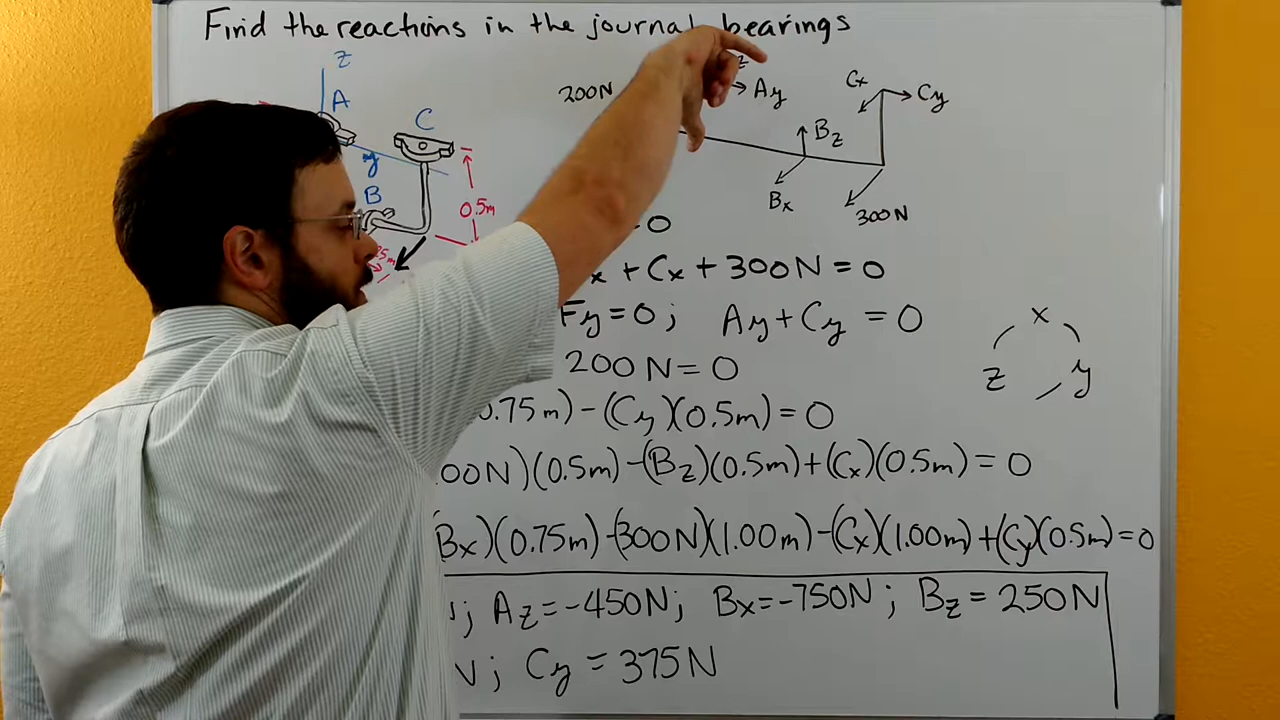 Find the reactions in the journal bearings
z
A
C
y
B
0.5m
200N
z
Ay
Cx
Cy
Bz
Bx
300N
=0
x + Cx + 300N = 0
Fy=0; Ay+Cy = 0
200N=0
0.75m)-(Cy)(0.5m)=0
00N)(0.5m)-(Bz)(0.5m)+(Cx)(0.5m)=0
Bx)(0.75m)-(300N)(1.00m)-(Cx)(1.00m)+(Cy)(0.5m)=0
; Az=-450N; Bx=-750N; Bz=250N
; Cy=375N
x
z
y